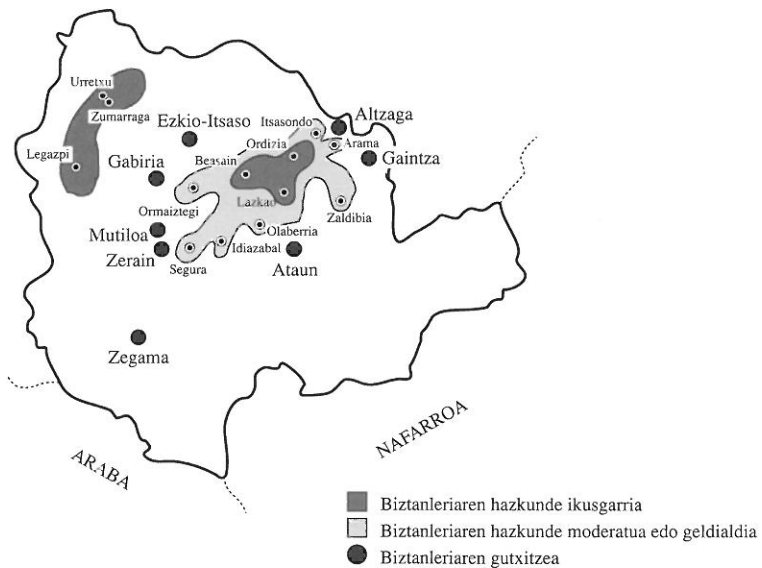 Urretxu
Zumarraga
Legazpi
Ezkio-Itsaso
Gabiria
Itsasondo
Altzaga
Ordizia
Arama
Beasain
Gaintza
Lazkao
Ormaiztegi
Zaldibia
Mutiloa
Olaberria
Zerain
Idiazabal
Segura
Ataun
Zegama
ARABA
NAFARROA
Biztanleriaren hazkunde ikusgarria
Biztanleriaren hazkunde moderatua edo geldialdia
Biztanleriaren gutxitzea